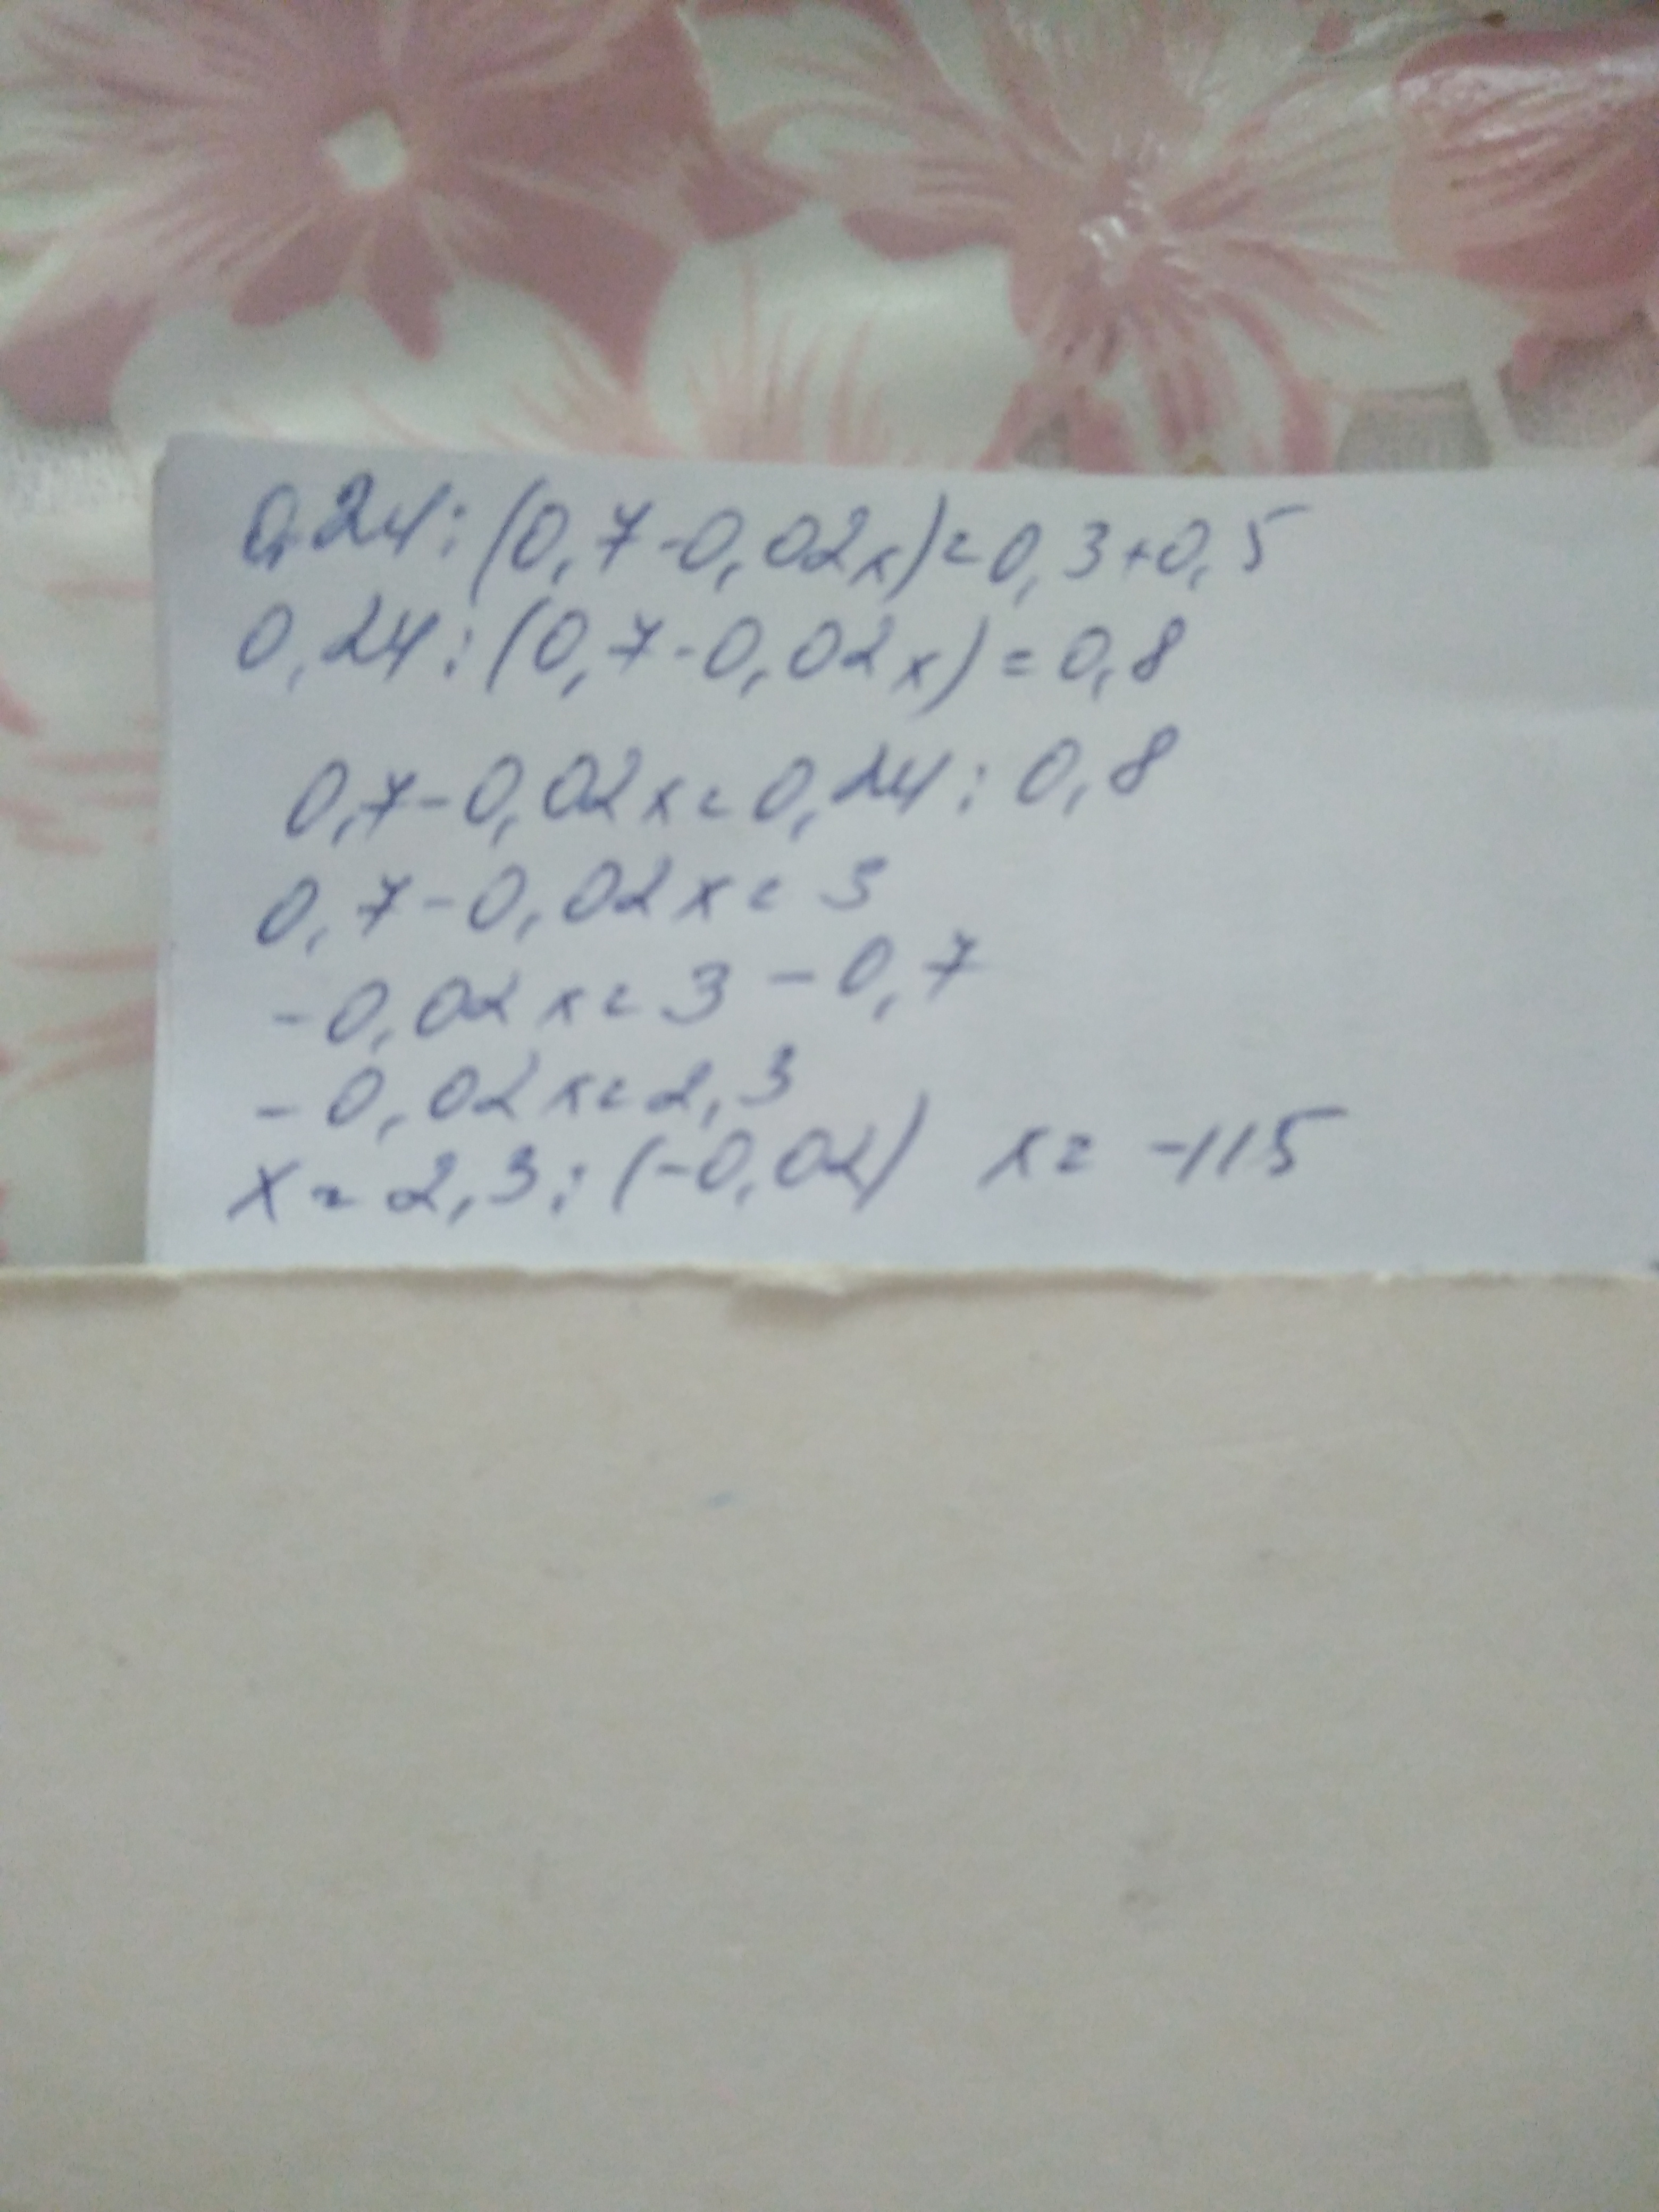 0,24:(0,7-0,02x)=0,3+0,5
0,24:(0,7-0,02x)=0,8
0,7-0,02x=0,24:0,8
0,7-0,02x=3
-0,02x=3-0,7
-0,02x=2,3
x=2,3:(-0,02) x=-115